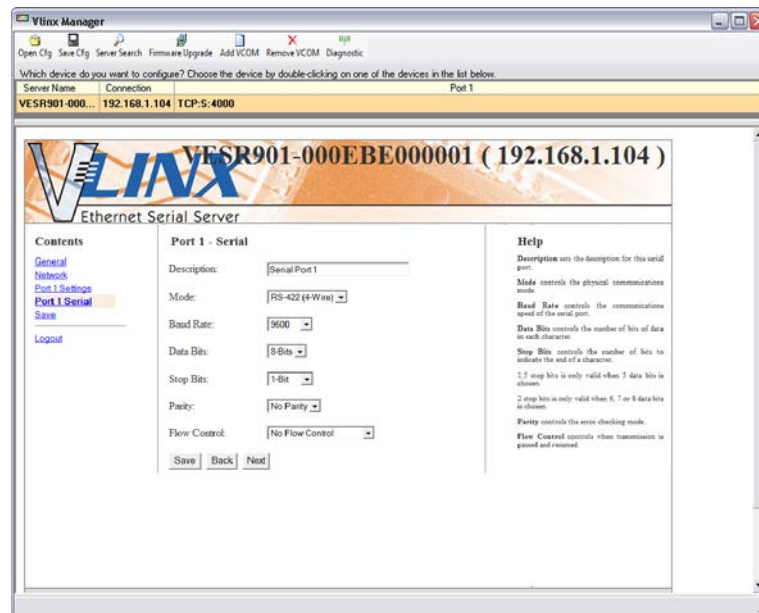 Vlinx Manager
Open Cfg Save Cfg Server Search Firmware Upgrade Add VCOM Remove VCOM Diagnostic
Which device do you want to configure? Choose the device by double-clicking on one of the devices in the list below.
Server Name Connection Port 1
VESR901-000... 192.168.1.104 TCP:S:4000
VLINX
VESR901-000EBE000001 ( 192.168.1.104 )
Ethernet Serial Server
Contents
General
Network
Port 1 Settings
Port 1 Serial
Save
Logout
Port 1 - Serial
Description: Serial Port 1
Mode: RS-422 (4-Wire)
Baud Rate: 9600
Data Bits: 8-Bits
Stop Bits: 1-Bit
Parity: No Parity
Flow Control: No Flow Control
Save Back Next
Help
Description sets the description for this serial
port.
Mode controls the physical communications
mode.
Baud Rate controls the communications
speed of the serial port.
Data Bits controls the number of bits of data
in each character.
Stop Bits controls the number of bits to
indicate the end of a character.
1.5 stop bits is only valid when 5 data bits is
chosen.
2 stop bits is only valid when 6, 7 or 8 data bits
is chosen.
Parity controls the error checking mode.
Flow Control controls when transmission is
paused and resumed.